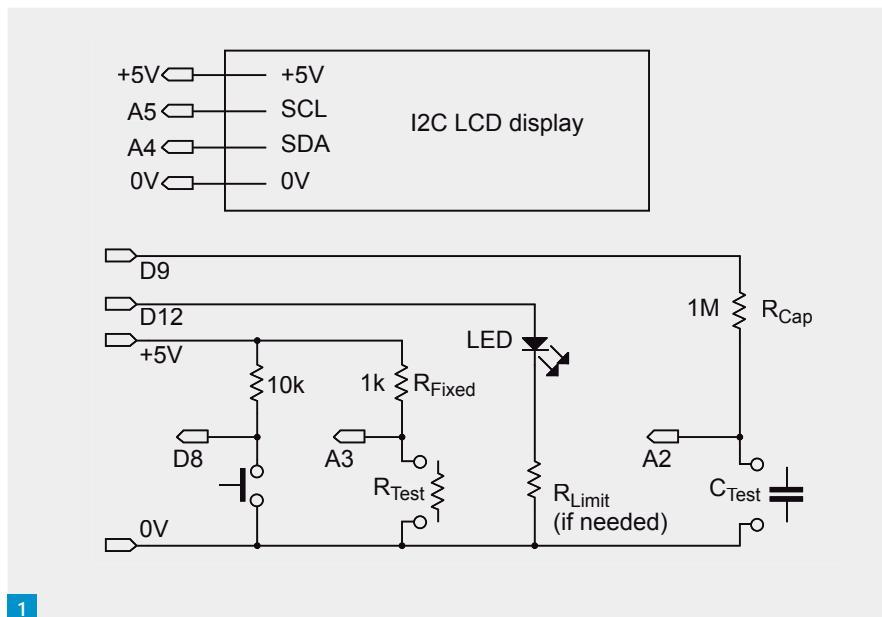 +5V
+5V
A5
SCL
I2C LCD display
A4
SDA
0V
0V
D9
D12
1M
RCap
+5V
LED
10k
1k
RFixed
D8
A3
A2
RTest
RLimit
(if needed)
CTest
0V
1